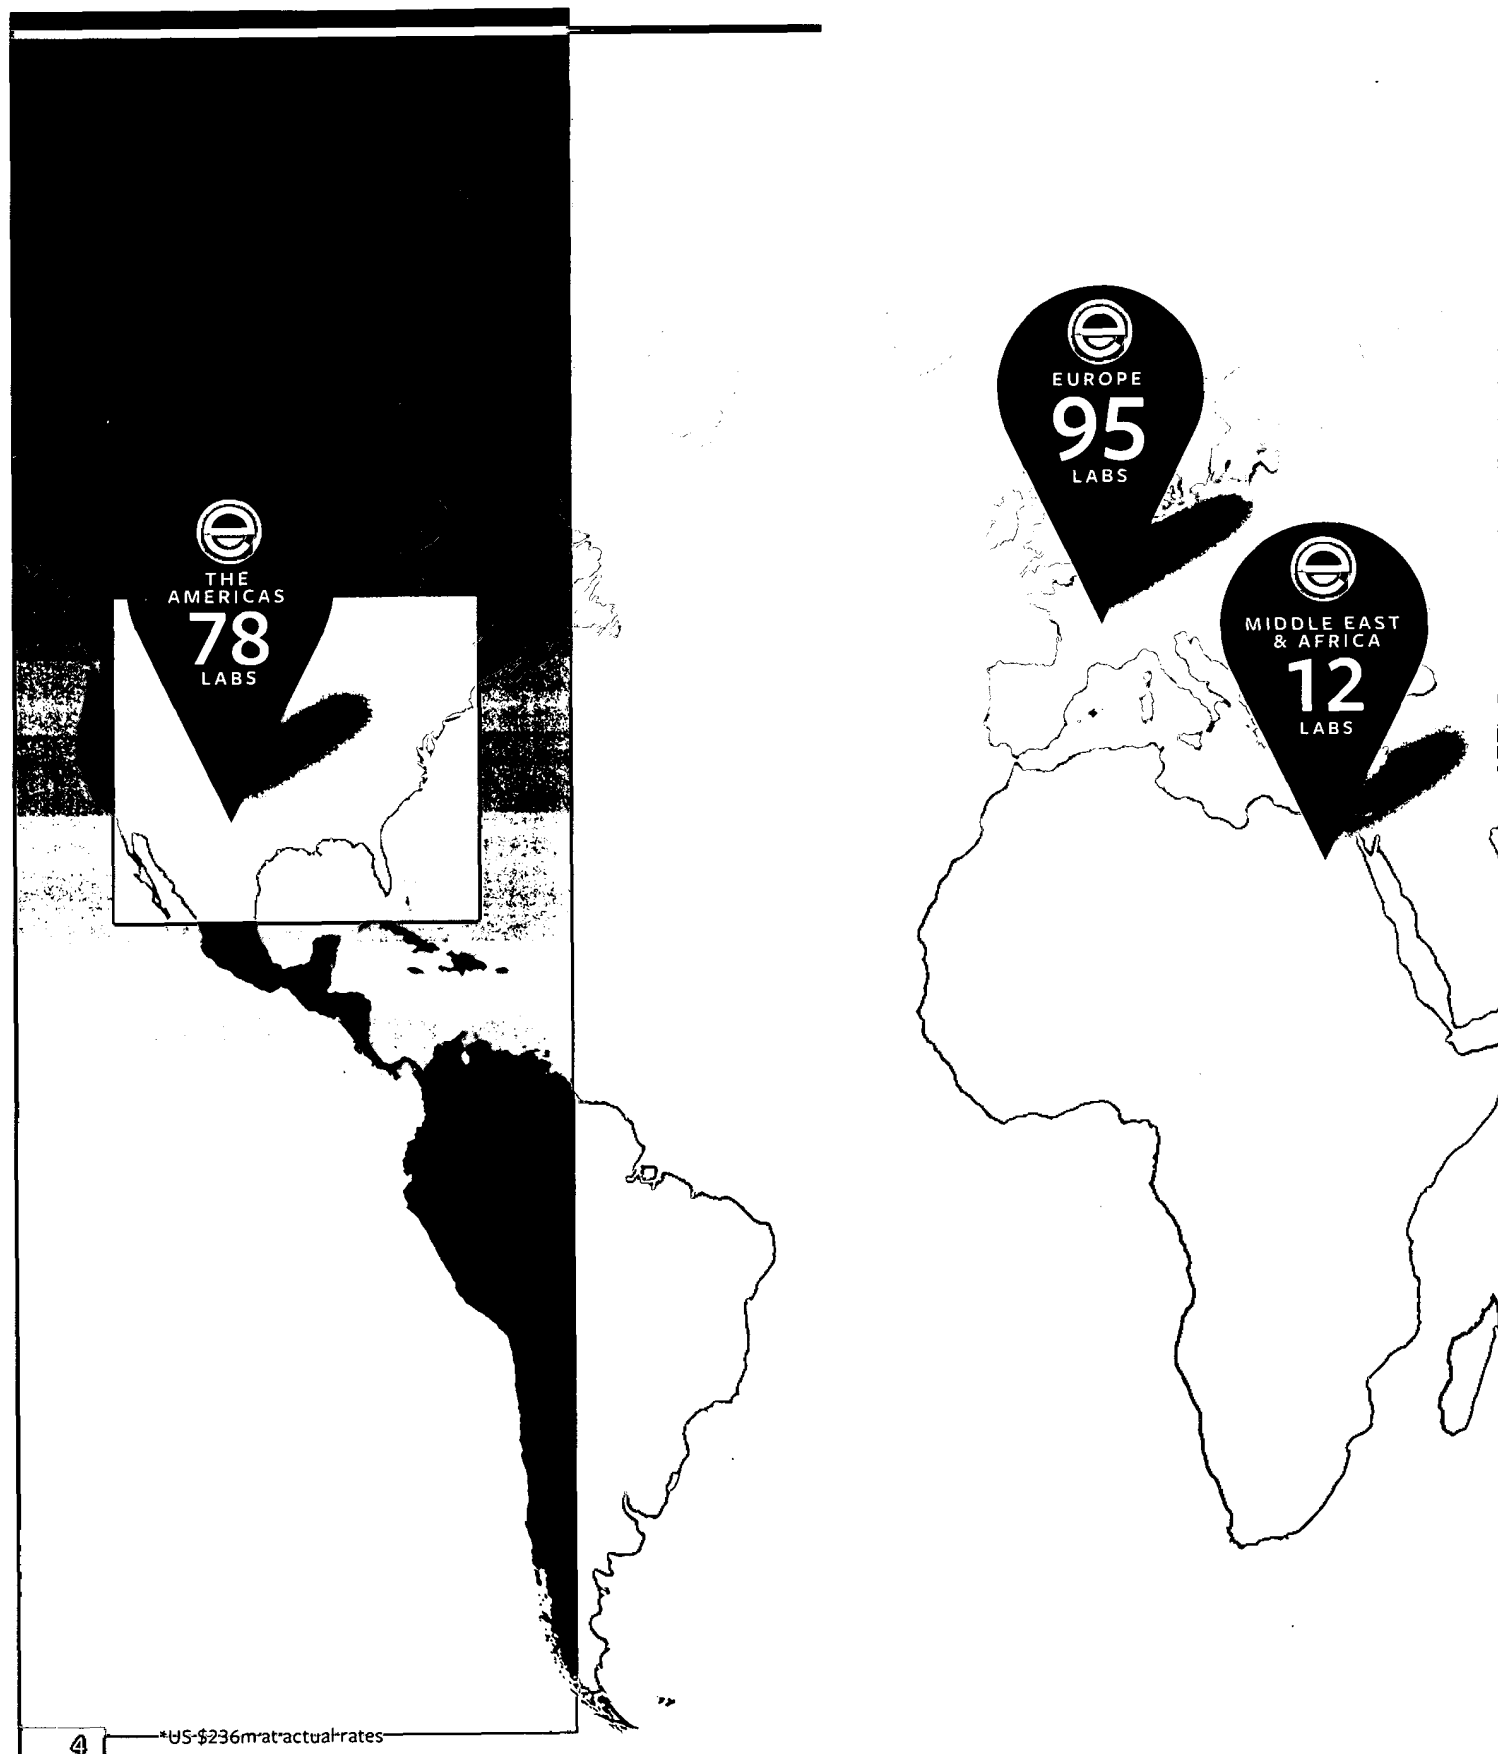 EUROPE
95
LABS
THE
AMERICAS
78
LABS
MIDDLE EAST
& AFRICA
12
LABS
4
*US $236m at actual rates